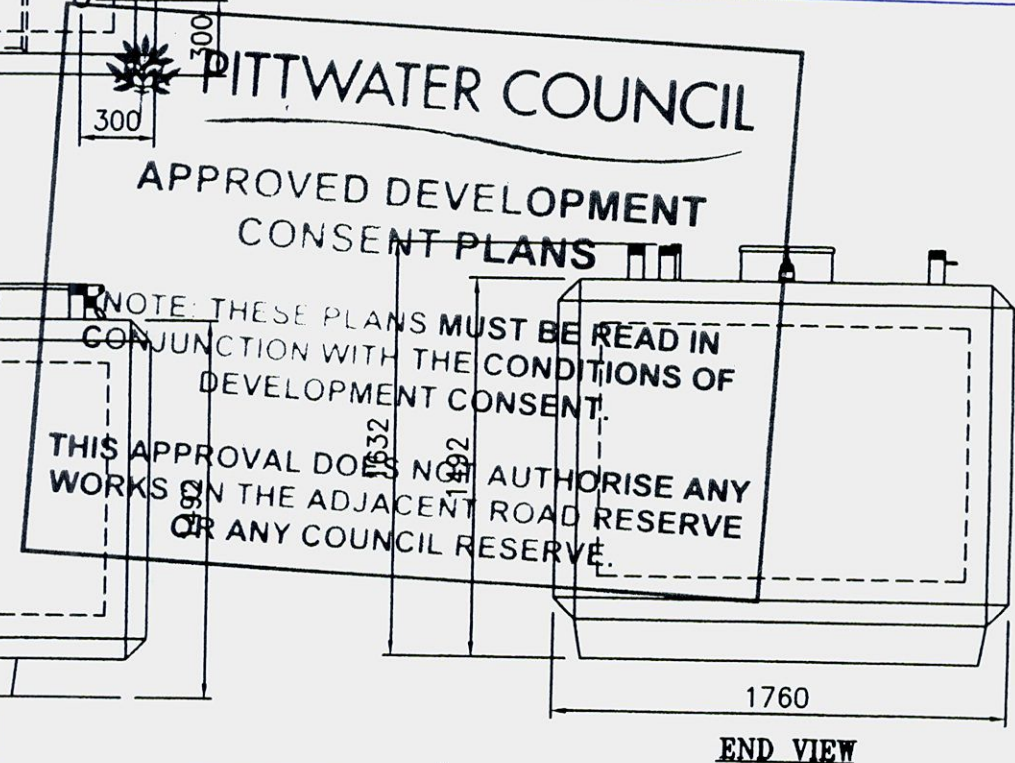 300
300
PITTWATER COUNCIL
APPROVED DEVELOPMENT
CONSENT PLANS
NOTE: THESE PLANS MUST BE READ IN
CONJUNCTION WITH THE CONDITIONS OF
DEVELOPMENT CONSENT.
THIS APPROVAL DOES NOT AUTHORISE ANY
WORKS IN THE ADJACENT ROAD RESERVE
OR ANY COUNCIL RESERVE.
1632
1492
1492
1760
END VIEW